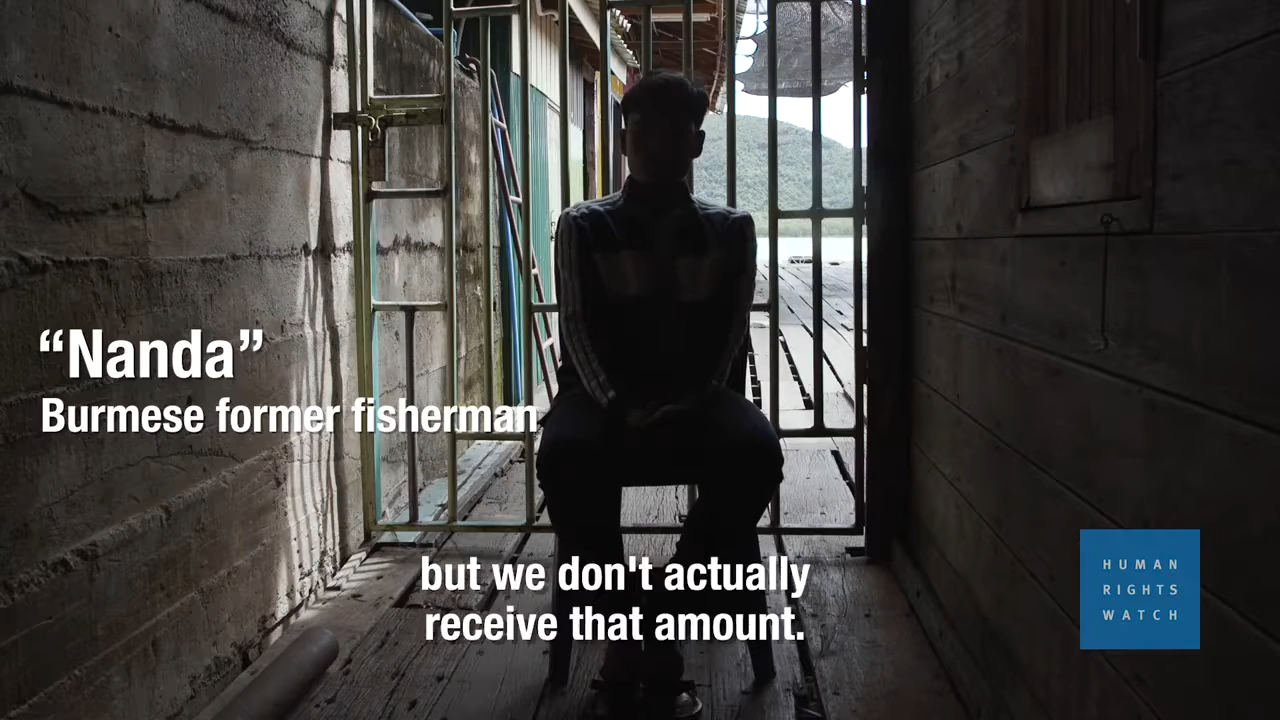 “Nanda”
Burmese former fisherman
but we don't actually
receive that amount.
HUMAN
RIGHTS
WATCH